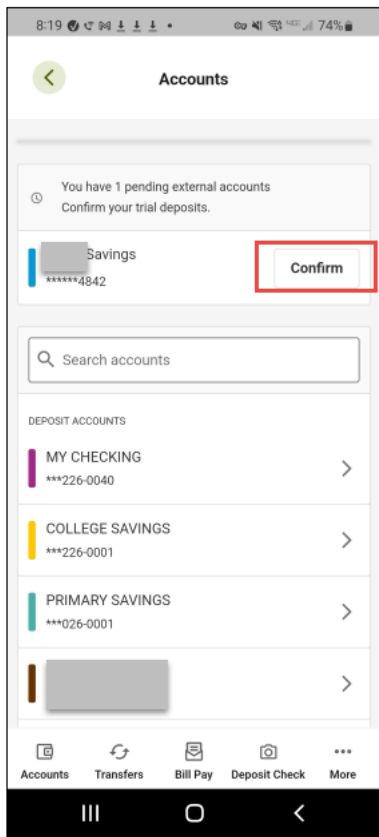 8:19
74%
Accounts
You have 1 pending external accounts
Confirm your trial deposits.
Savings
******4842
Confirm
Search accounts
DEPOSIT ACCOUNTS
MY CHECKING
***226-0040
COLLEGE SAVINGS
***226-0001
PRIMARY SAVINGS
***026-0001
Accounts Transfers Bill Pay Deposit Check More